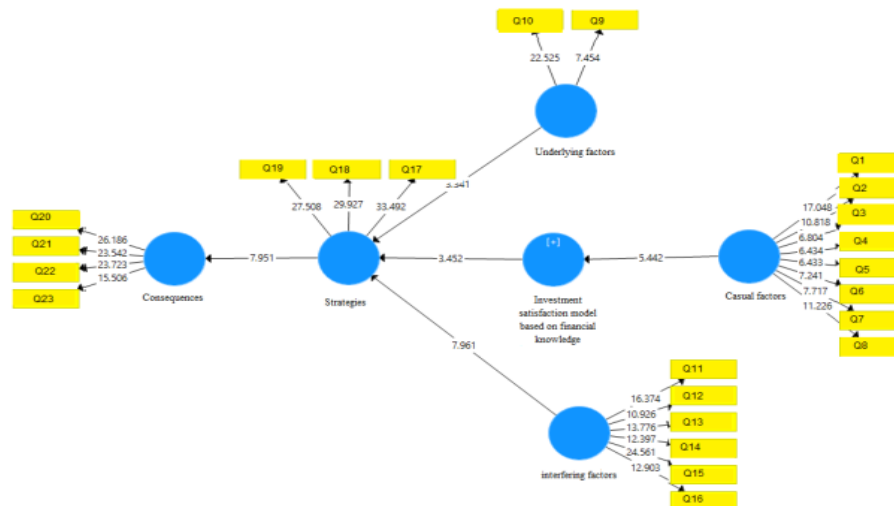 Q10 Q9
22.525 7.454
Underlying factors
Q19 Q18 Q17
27.508 29.927 33.492
3.341
Q1
Q2
Q3
Q4
Q5
Q6
Q7
Q8
17.048
10.818
6.804
6.434
6.433
7.241
7.717
11.226
Casual factors
5.442
[+]
Investment
satisfaction model
based on financial
knowledge
3.452
Strategies
7.951
Consequences
Q20
Q21
Q22
Q23
26.186
23.542
23.723
15.506
7.961
interfering factors
Q11
Q12
Q13
Q14
Q15
Q16
16.374
10.926
13.776
12.397
24.561
12.903